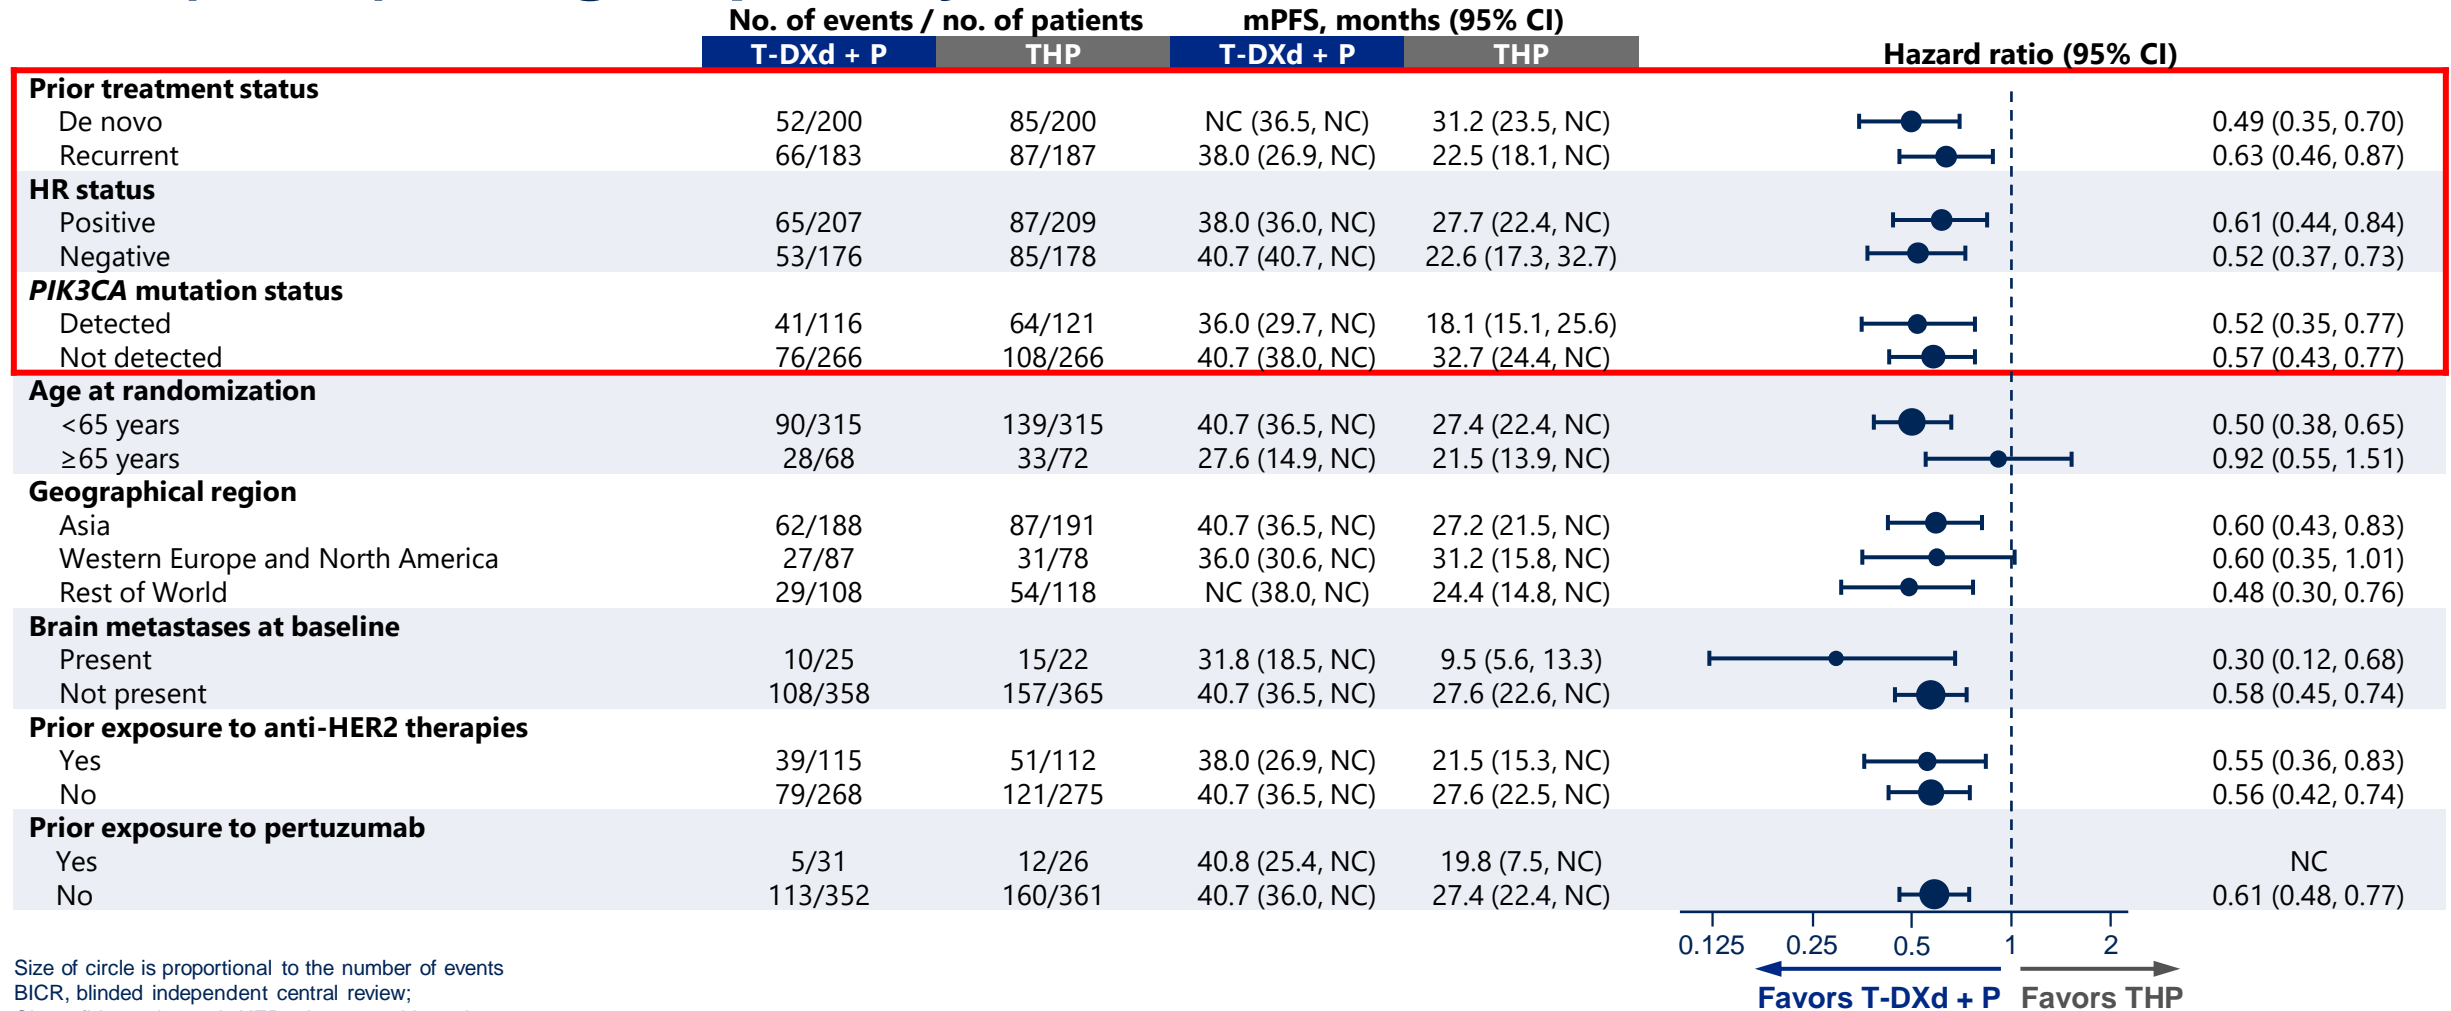 No. of events / no. of patients mPFS, months (95% CI)
T-DXd + P THP T-DXd + P THP Hazard ratio (95% CI)
Prior treatment status
De novo 52/200 85/200 NC (36.5, NC) 31.2 (23.5, NC) 0.49 (0.35, 0.70)
Recurrent 66/183 87/187 38.0 (26.9, NC) 22.5 (18.1, NC) 0.63 (0.46, 0.87)
HR status
Positive 65/207 87/209 38.0 (36.0, NC) 27.7 (22.4, NC) 0.61 (0.44, 0.84)
Negative 53/176 85/178 40.7 (40.7, NC) 22.6 (17.3, 32.7) 0.52 (0.37, 0.73)
PIK3CA mutation status
Detected 41/116 64/121 36.0 (29.7, NC) 18.1 (15.1, 25.6) 0.52 (0.35, 0.77)
Not detected 76/266 108/266 40.7 (38.0, NC) 32.7 (24.4, NC) 0.57 (0.43, 0.77)
Age at randomization
<65 years 90/315 139/315 40.7 (36.5, NC) 27.4 (22.4, NC) 0.50 (0.38, 0.65)
≥65 years 28/68 33/72 27.6 (14.9, NC) 21.5 (13.9, NC) 0.92 (0.55, 1.51)
Geographical region
Asia 62/188 87/191 40.7 (36.5, NC) 27.2 (21.5, NC) 0.60 (0.43, 0.83)
Western Europe and North America 27/87 31/78 36.0 (30.6, NC) 31.2 (15.8, NC) 0.60 (0.35, 1.01)
Rest of World 29/108 54/118 NC (38.0, NC) 24.4 (14.8, NC) 0.48 (0.30, 0.76)
Brain metastases at baseline
Present 10/25 15/22 31.8 (18.5, NC) 9.5 (5.6, 13.3) 0.30 (0.12, 0.68)
Not present 108/358 157/365 40.7 (36.5, NC) 27.6 (22.6, NC) 0.58 (0.45, 0.74)
Prior exposure to anti-HER2 therapies
Yes 39/115 51/112 38.0 (26.9, NC) 21.5 (15.3, NC) 0.55 (0.36, 0.83)
No 79/268 121/275 40.7 (36.5, NC) 27.6 (22.5, NC) 0.56 (0.42, 0.74)
Prior exposure to pertuzumab
Yes 5/31 12/26 40.8 (25.4, NC) 19.8 (7.5, NC) NC
No 113/352 160/361 40.7 (36.0, NC) 27.4 (22.4, NC) 0.61 (0.48, 0.77)
0.125 0.25 0.5 1 2
Favors T-DXd + P Favors THP
Size of circle is proportional to the number of events
BICR, blinded independent central review;